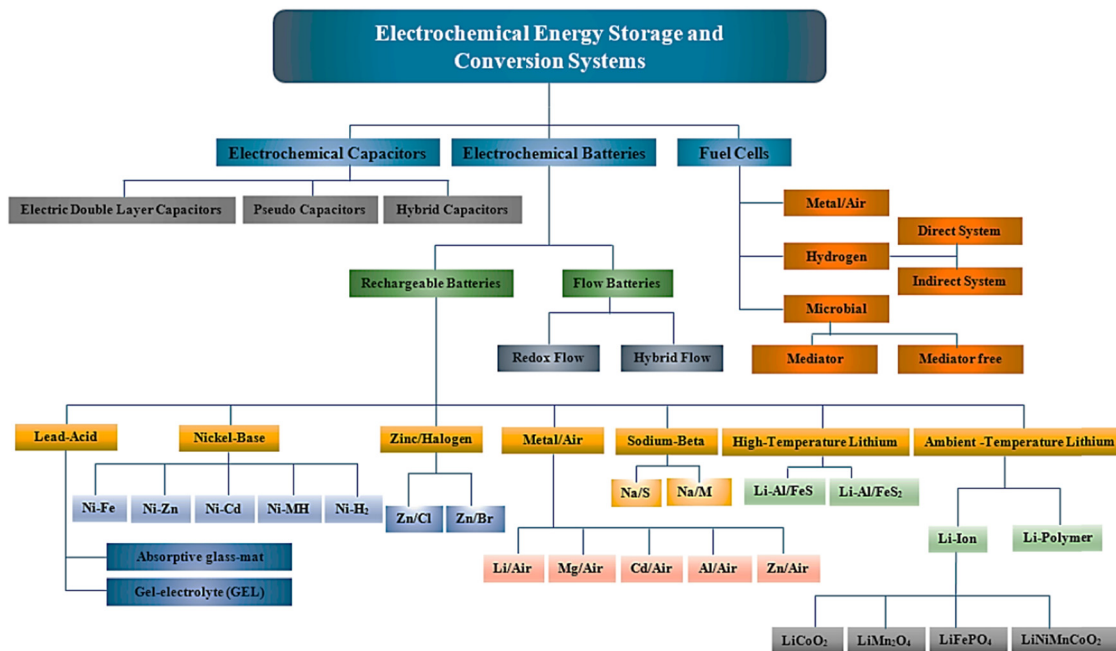 Electrochemical Energy Storage and
Conversion Systems
Electrochemical Capacitors
Electrochemical Batteries
Fuel Cells
Electric Double Layer Capacitors
Pseudo Capacitors
Hybrid Capacitors
Metal/Air
Direct System
Hydrogen
Indirect System
Rechargeable Batteries
Flow Batteries
Microbial
Redox Flow
Hybrid Flow
Mediator
Mediator free
Lead-Acid
Nickel-Base
Zinc/Halogen
Metal/Air
Sodium-Beta
High-Temperature Lithium
Ambient -Temperature Lithium
Ni-Fe
Ni-Zn
Ni-Cd
Ni-MH
Ni-H₂
Zn/Cl
Zn/Br
Na/S
Na/M
Li-Al/FeS
Li-Al/FeS₂
Li-Ion
Li-Polymer
Absorptive glass-mat
Gel-electrolyte (GEL)
Li/Air
Mg/Air
Cd/Air
Al/Air
Zn/Air
LiCoO₂
LiMn₂O₄
LiFePO₄
LiNiMnCoO₂